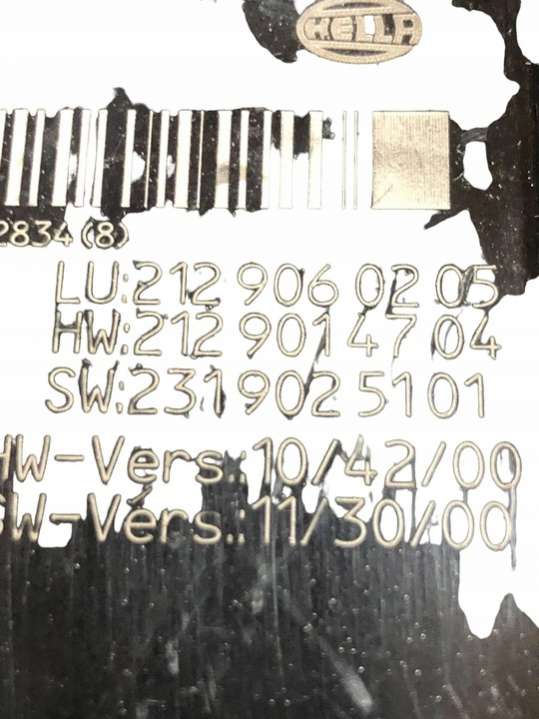 HELLA
2834 (8)
LU:212 906 02 05
HW:212 901 47 04
SW:231 902 51 01
HW-Vers.:10/42/00
SW-Vers.:11/30/00